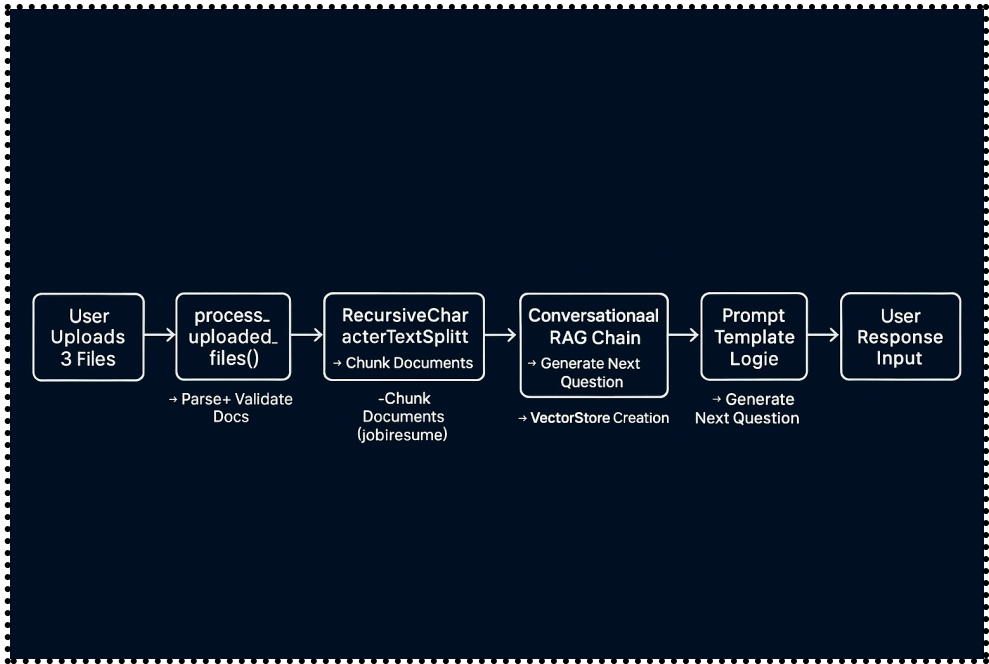 User
Uploads
3 Files
process_
uploaded_
files()
→ Parse+ Validate
Docs
RecursiveChar
acterTextSplitt
→ Chunk Documents
-Chunk
Documents
(jobiresume)
Conversationaal
RAG Chain
→ Generate Next
Question
→ VectorStore Creation
Prompt
Template
Logie
→ Generate
Next Question
User
Response
Input